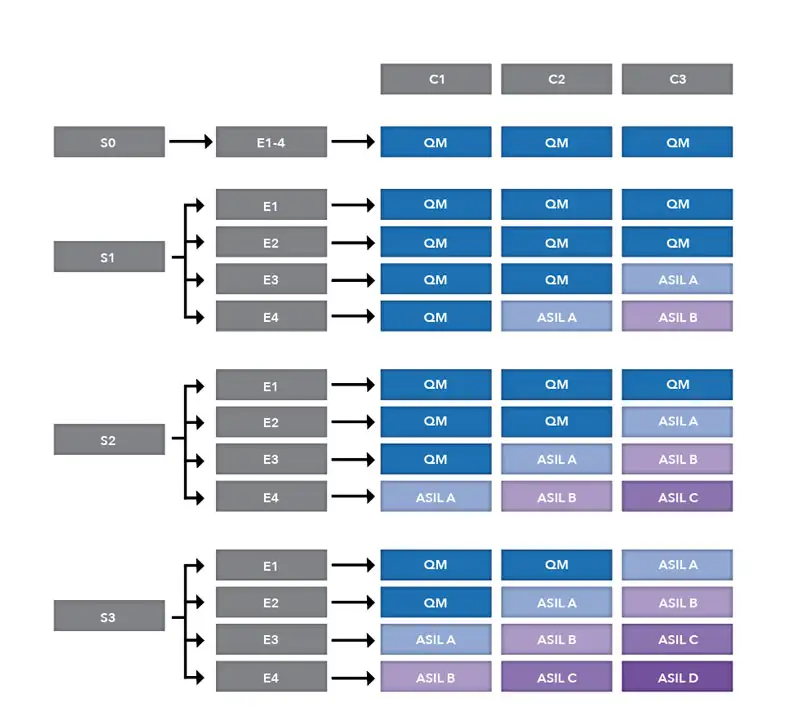 C1 C2 C3
S0 E1-4 QM QM QM
E1 QM QM QM
E2 QM QM QM
S1
E3 QM QM ASIL A
E4 QM ASIL A ASIL B
E1 QM QM QM
E2 QM QM ASIL A
S2
E3 QM ASIL A ASIL B
E4 ASIL A ASIL B ASIL C
E1 QM QM ASIL A
E2 QM ASIL A ASIL B
S3
E3 ASIL A ASIL B ASIL C
E4 ASIL B ASIL C ASIL D